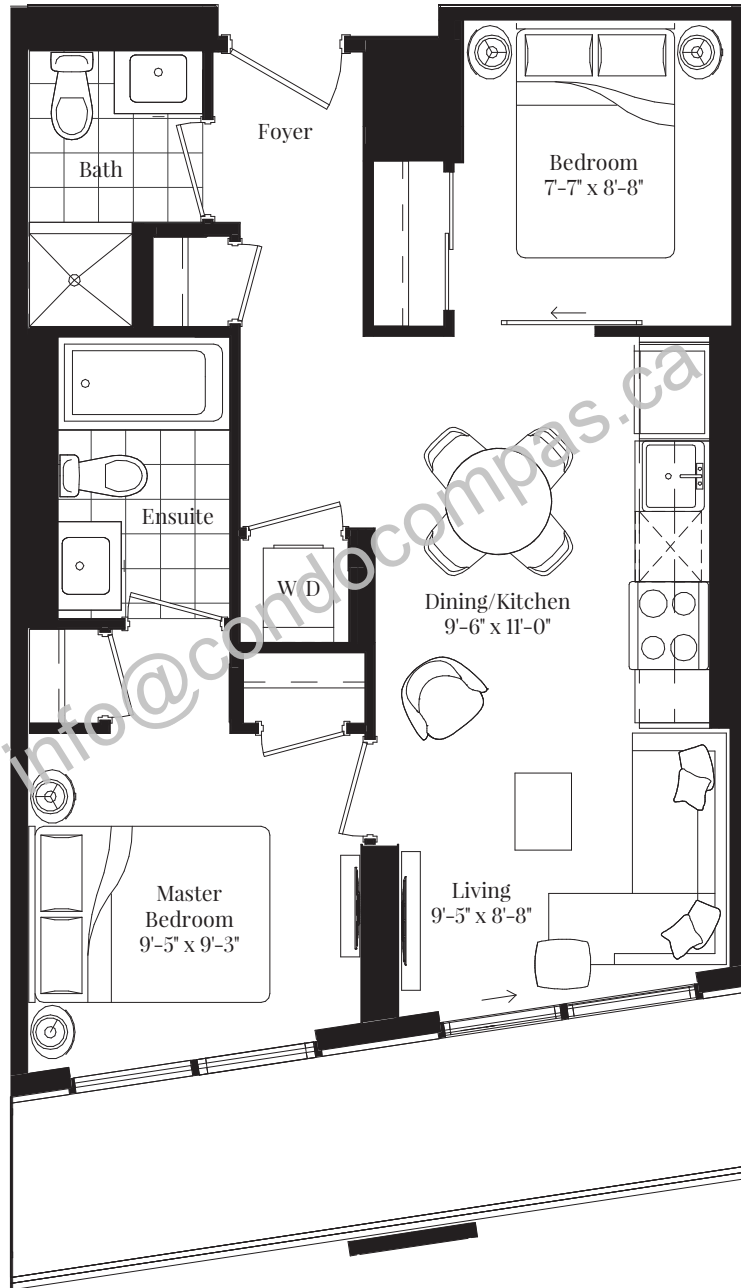 Foyer
Bath
Bedroom
7'-7" x 8'-8"
Ensuite
W/D
Dining/Kitchen
9'-6" x 11'-0"
info@condocompas.ca
Master
Bedroom
9'-5" x 9'-3"
Living
9'-5" x 8'-8"